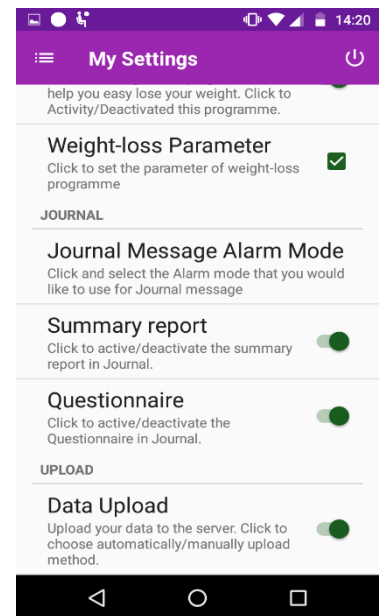 14:20
My Settings
help you easy lose your weight. Click to
Activity/Deactivated this programme.
Weight-loss Parameter
Click to set the parameter of weight-loss
programme
JOURNAL
Journal Message Alarm Mode
Click and select the Alarm mode that you would
like to use for Journal message
Summary report
Click to active/deactivate the summary
report in Journal.
Questionnaire
Click to active/deactivate the
Questionnaire in Journal.
UPLOAD
Data Upload
Upload your data to the server. Click to
choose automatically/manually upload
method.